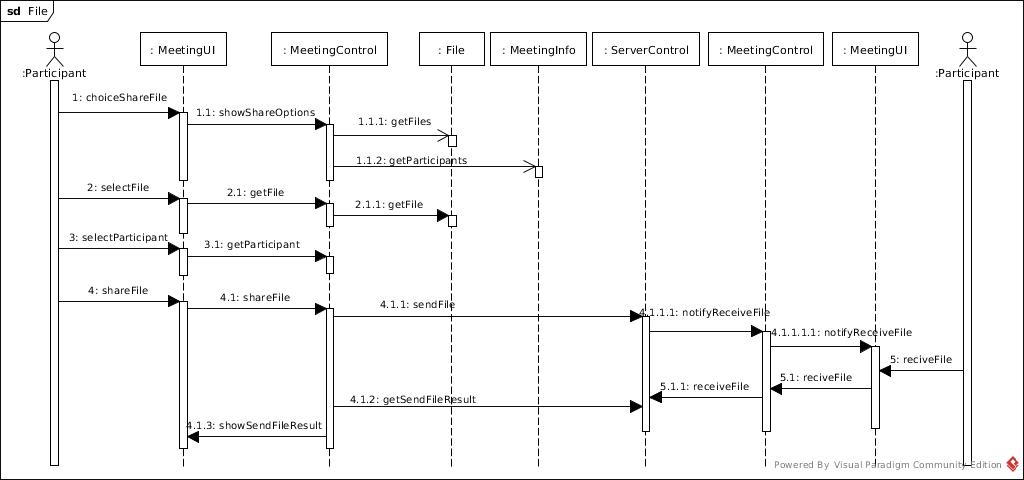 sd File
: MeetingUI
: MeetingControl
: File
: MeetingInfo
: ServerControl
: MeetingControl
: MeetingUI
:Participant
:Participant
1: choiceShareFile
1.1: showShareOptions
1.1.1: getFiles
1.1.2: getParticipants
2: selectFile
2.1: getFile
2.1.1: getFile
3: selectParticipant
3.1: getParticipant
4: shareFile
4.1: shareFile
4.1.1: sendFile
4.1.1.1: notifyReceiveFile
4.1.1.1.1: notifyReceiveFile
5: reciveFile
5.1: reciveFile
5.1.1: receiveFile
4.1.2: getSendFileResult
4.1.3: showSendFileResult
Powered By Visual Paradigm Community Edition